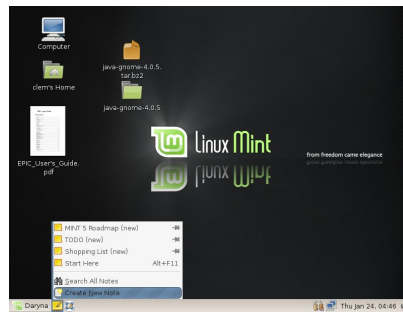 Computer
java-gnome-4.0.5.
tar.bz2
clem's Home
java-gnome-4.0.5
Linux Mint
from freedom came elegance
EPIC_User's_Guide.
pdf
MINT 5 Roadmap (new)
TODO (new)
Shopping List (new)
Start Here Alt+F11
Search All Notes
Create New Note
Daryna
Thu Jan 24, 04:46